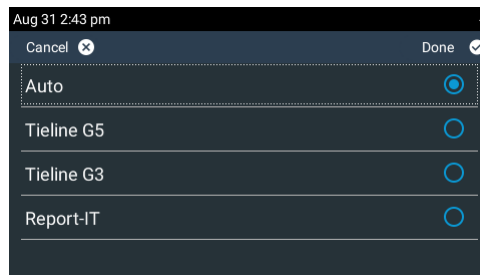 Aug 31 2:43 pm
Cancel Done
Auto
Tieline G5
Tieline G3
Report-IT